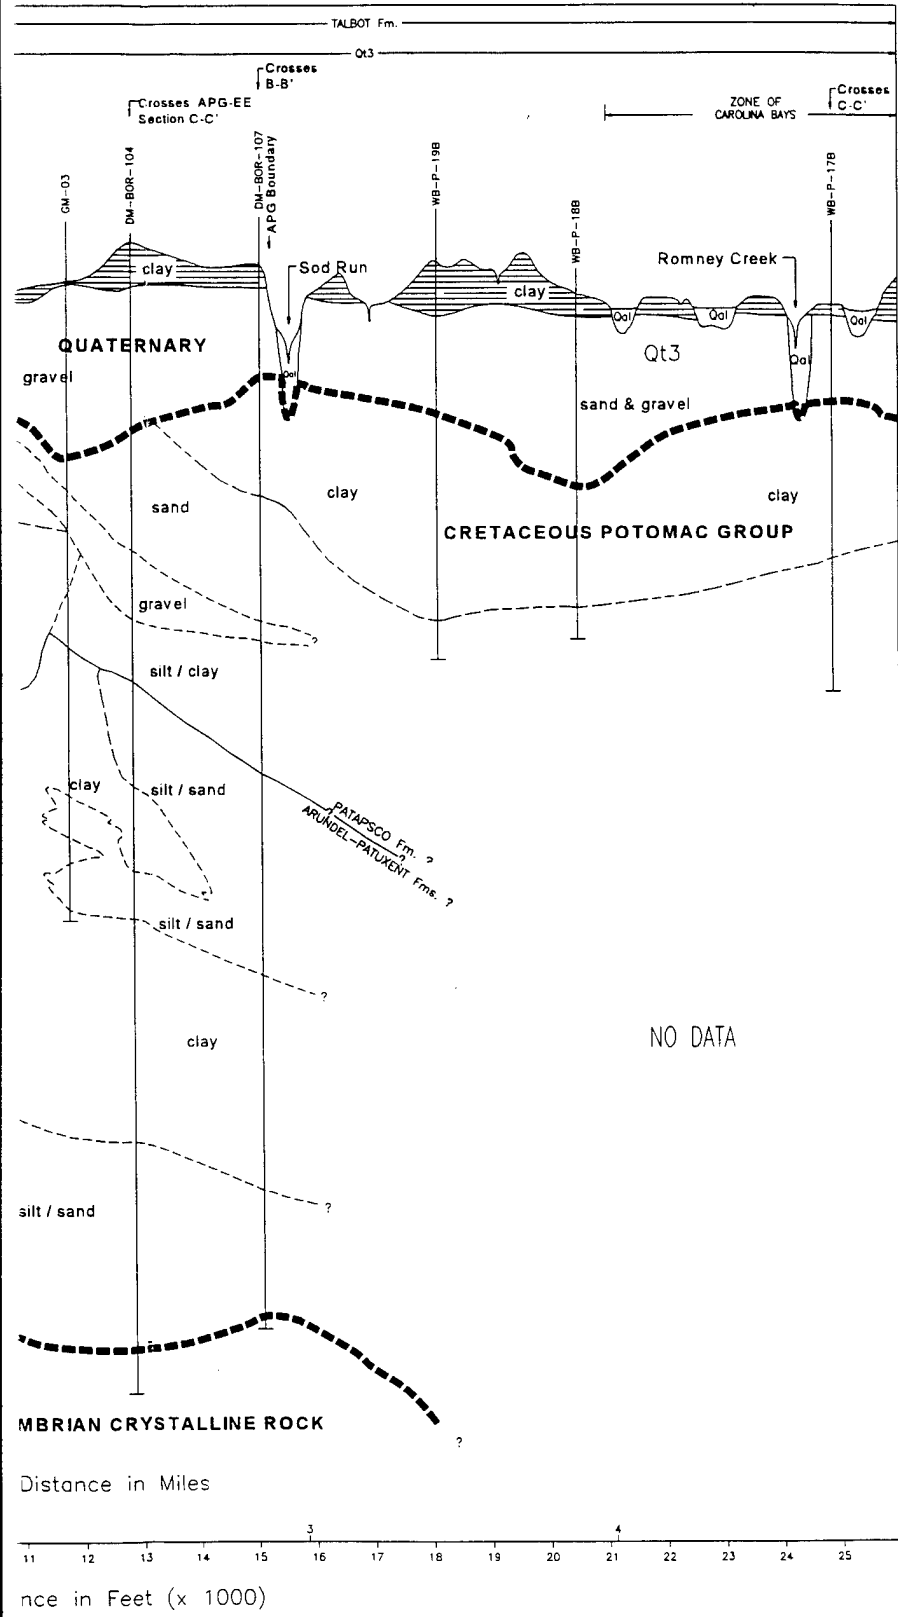 TALBOT Fm.
Qt3
Crosses
B-B'
Crosses APG-EE
Section C-C'
ZONE OF
CAROLINA BAYS
Crosses
C-C'
GM-03
DM-BOR-104
DM-BOR-107
APG Boundary
WB-P-19B
WB-P-18B
WB-P-17B
clay
Sod Run
clay
Romney Creek
Qal
Qal
Qal
QUATERNARY
Qt3
Qal
gravel
Qal
sand & gravel
clay
clay
sand
CRETACEOUS POTOMAC GROUP
gravel
?
silt / clay
clay
silt / sand
?
PATAPSCO Fm. ?
?
ARUNDEL-PATUXENT Fms. ?
silt / sand
?
clay
NO DATA
?
silt / sand
MBRIAN CRYSTALLINE ROCK
?
Distance in Miles
3 4
11 12 13 14 15 16 17 18 19 20 21 22 23 24 25
nce in Feet (x 1000)